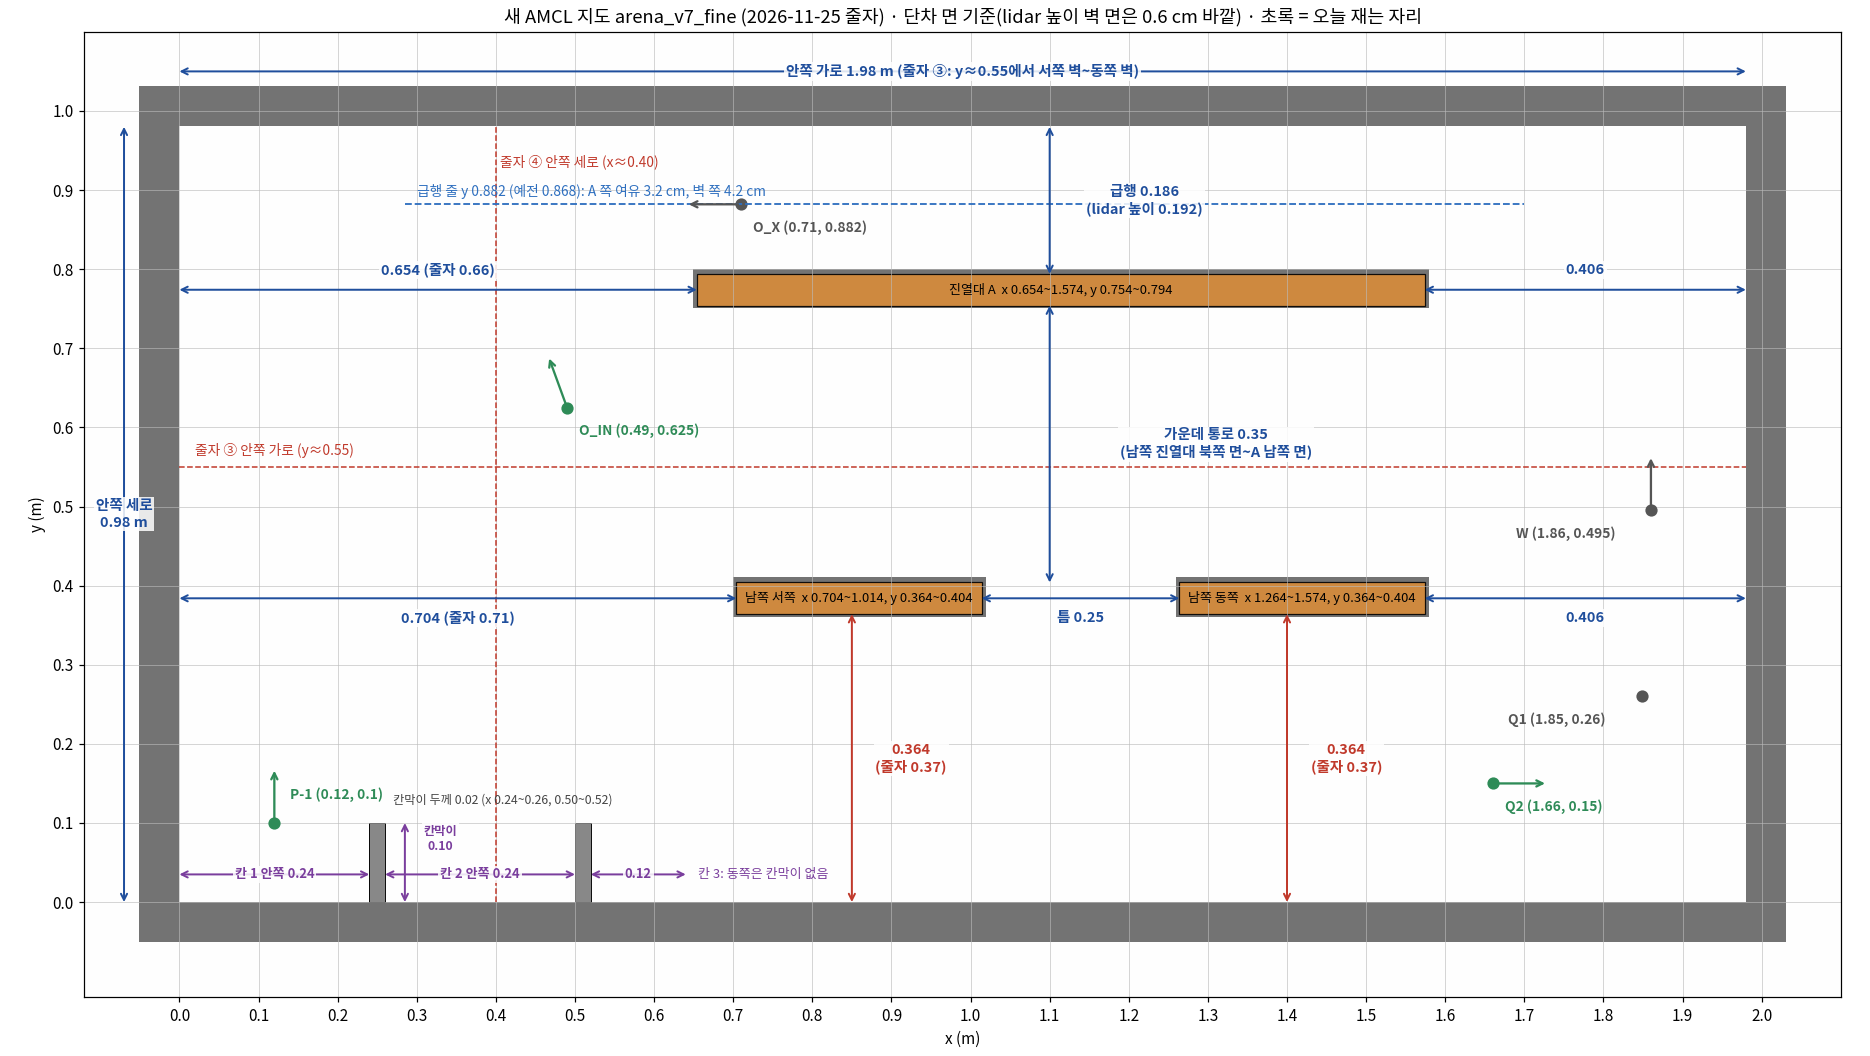 새 AMCL 지도 arena_v7_fine (2026-11-25 줄자) · 단차 면 기준(lidar 높이 벽 면은 0.6 cm 바깥) · 초록 = 오늘 재는 자리
안쪽 가로 1.98 m (줄자 ③: y≈0.55에서 서쪽 벽~동쪽 벽)
줄자 ④ 안쪽 세로 (x≈0.40)
급행 줄 y 0.882 (예전 0.868): A 쪽 여유 3.2 cm, 벽 쪽 4.2 cm
급행 0.186
(lidar 높이 0.192)
O_X (0.71, 0.882)
0.654 (줄자 0.66)
0.406
진열대 A  x 0.654~1.574, y 0.754~0.794
O_IN (0.49, 0.625)
가운데 통로 0.35
(남쪽 진열대 북쪽 면~A 남쪽 면)
줄자 ③ 안쪽 가로 (y≈0.55)
안쪽 세로
0.98 m
W (1.86, 0.495)
남쪽 서쪽  x 0.704~1.014, y 0.364~0.404
남쪽 동쪽  x 1.264~1.574, y 0.364~0.404
0.704 (줄자 0.71)
틈 0.25
0.406
Q1 (1.85, 0.26)
0.364
(줄자 0.37)
0.364
(줄자 0.37)
P-1 (0.12, 0.1)
칸막이 두께 0.02 (x 0.24~0.26, 0.50~0.52)
Q2 (1.66, 0.15)
칸막이
0.10
칸 1 안쪽 0.24
칸 2 안쪽 0.24
0.12
칸 3: 동쪽은 칸막이 없음
y (m)
1.0
0.9
0.8
0.7
0.6
0.5
0.4
0.3
0.2
0.1
0.0
0.0 0.1 0.2 0.3 0.4 0.5 0.6 0.7 0.8 0.9 1.0 1.1 1.2 1.3 1.4 1.5 1.6 1.7 1.8 1.9 2.0
x (m)